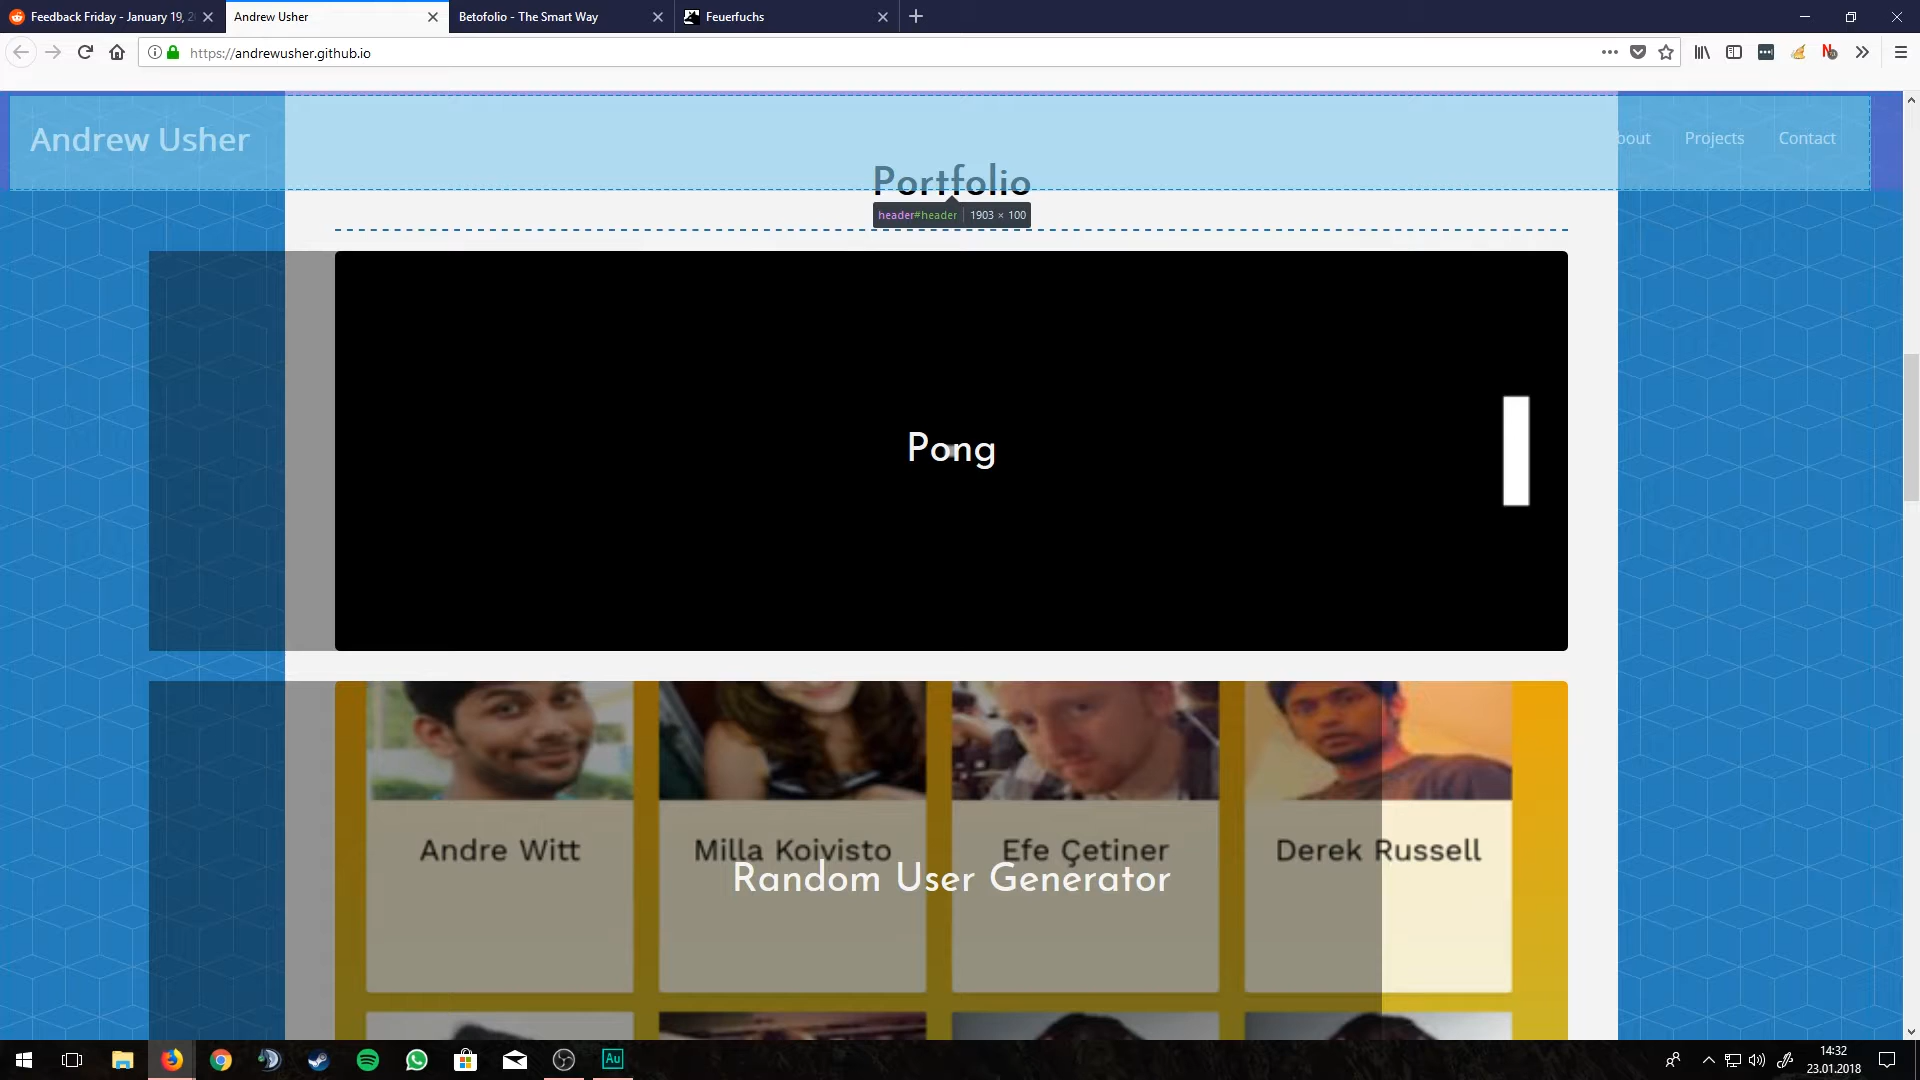 Feedback Friday - January 19, 2
Andrew Usher
Betofolio - The Smart Way
Feuerfuchs
https://andrewusher.github.io
Andrew Usher
bout
Projects
Contact
Portfolio
header#header
1903 × 100
Pong
Andre Witt
Milla Koivisto
Efe Çetiner
Derek Russell
Random User Generator
Au
14:32
23.01.2018